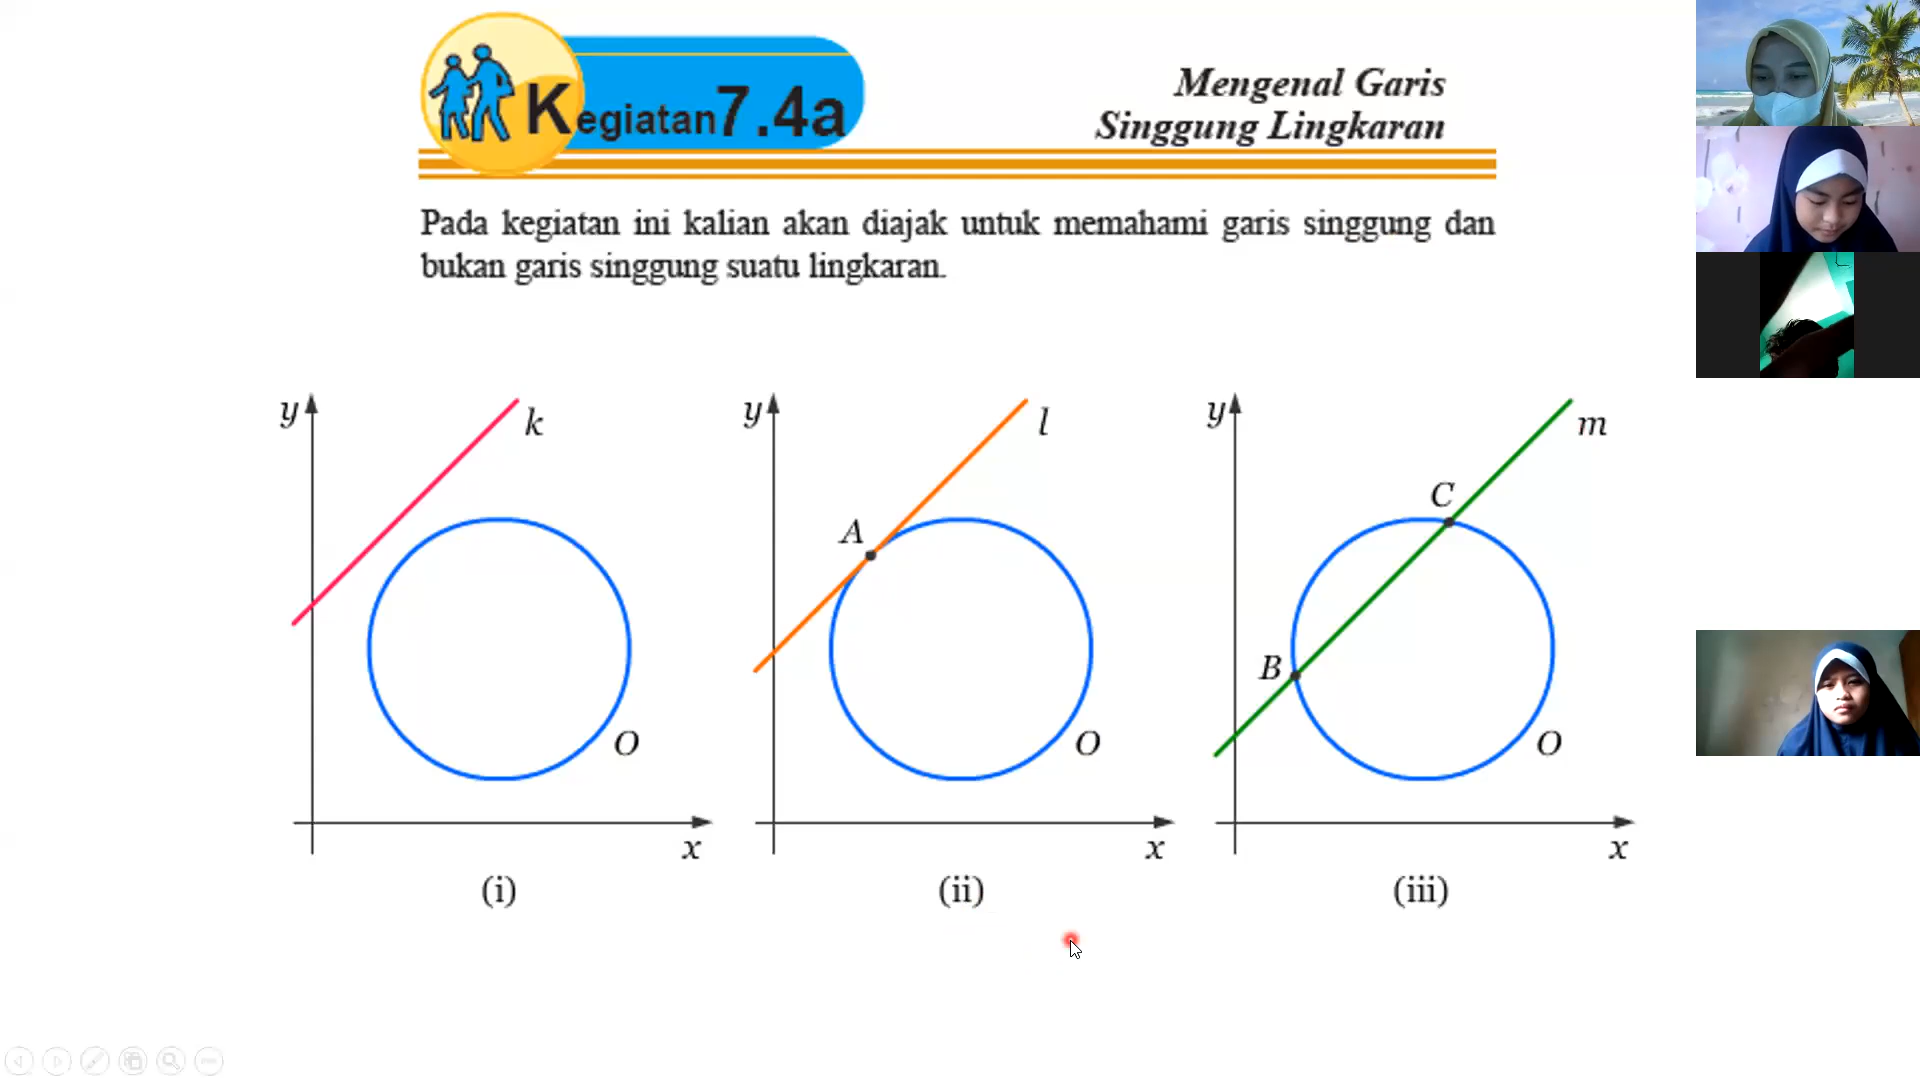 Kegiatan 7.4a
Mengenal Garis
Singgung Lingkaran
Pada kegiatan ini kalian akan diajak untuk memahami garis singgung dan
bukan garis singgung suatu lingkaran.
y
k
O
x
(i)
y
l
A
O
x
(ii)
y
m
C
B
O
x
(iii)